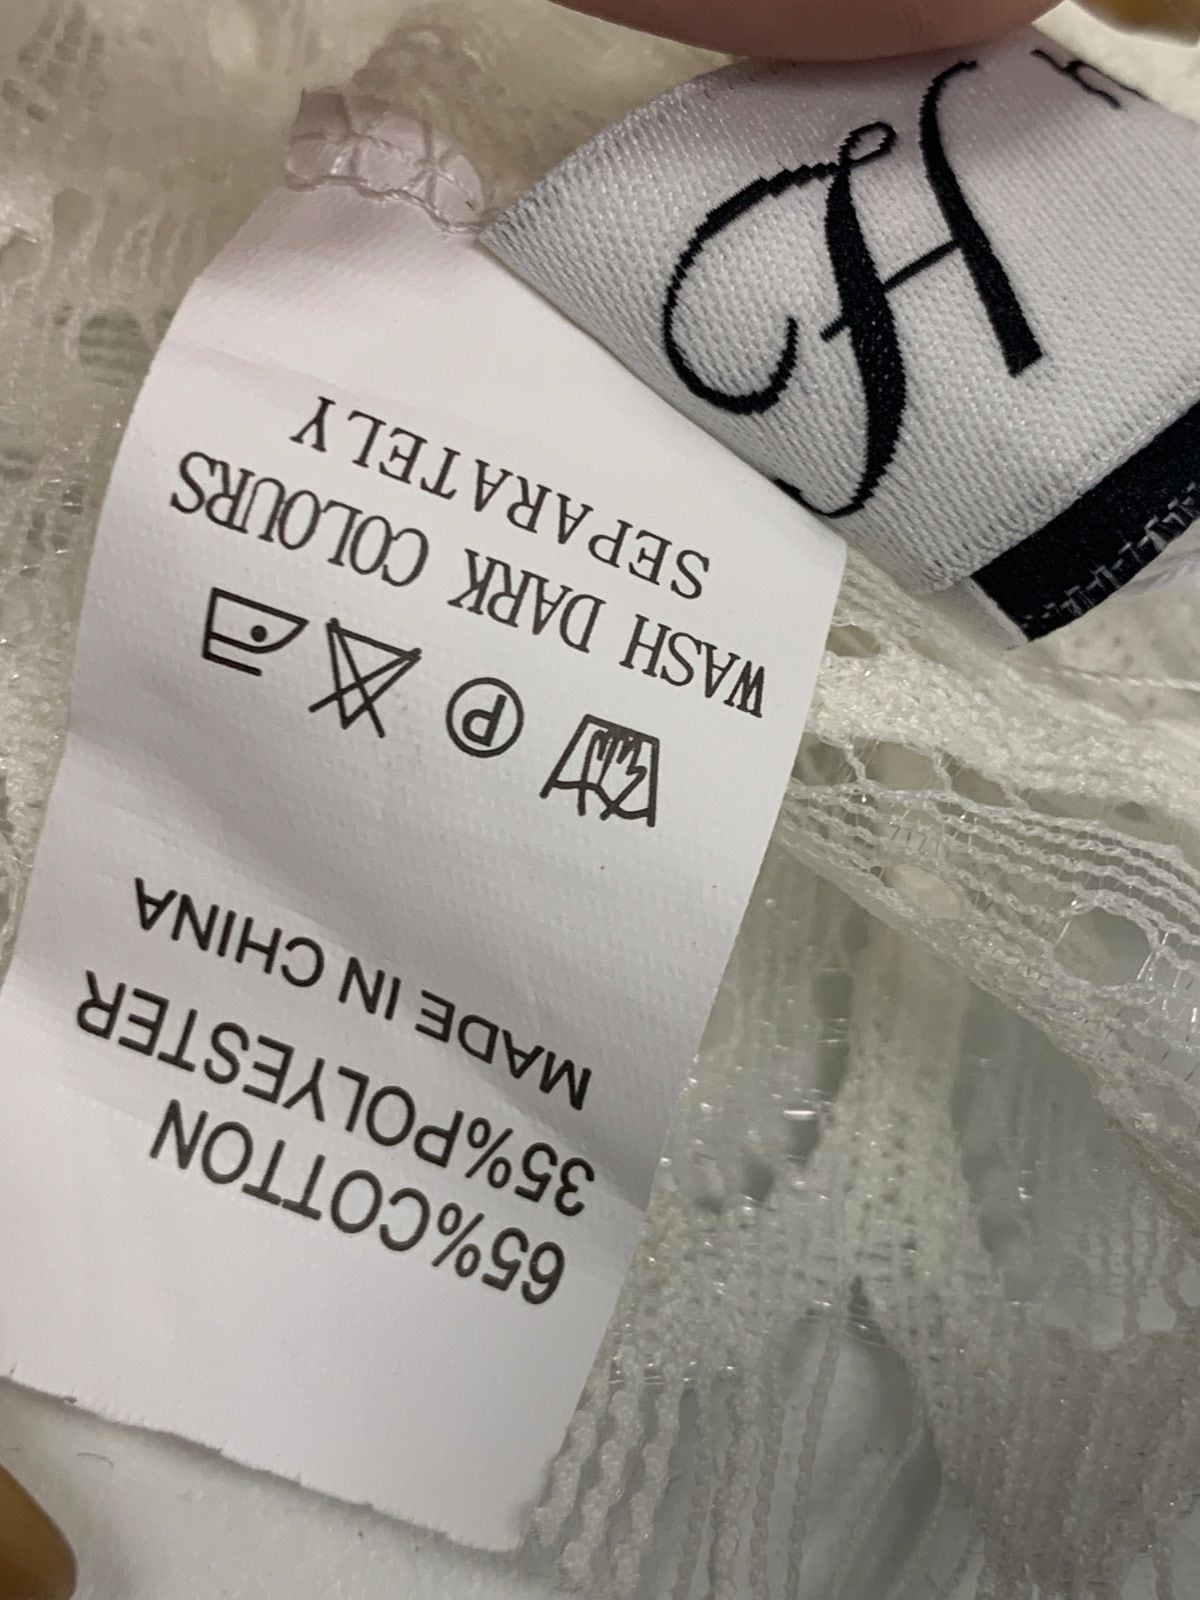 65%COTTON
35%POLYESTER
MADE IN CHINA
P
WASH DARK COLOURS
SEPARATELY
H